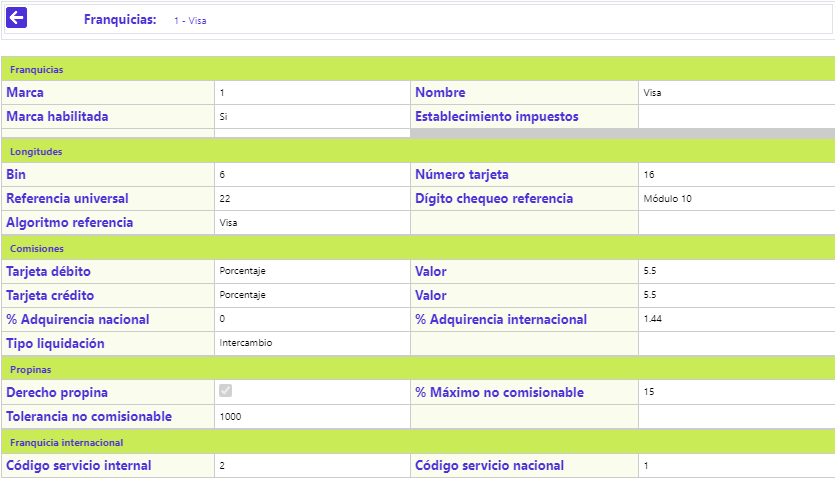 Franquicias: 1 - Visa
Franquicias
Marca 1 Nombre Visa
Marca habilitada Si Establecimiento impuestos
Longitudes
Bin 6 Número tarjeta 16
Referencia universal 22 Dígito chequeo referencia Módulo 10
Algoritmo referencia Visa
Comisiones
Tarjeta débito Porcentaje Valor 5.5
Tarjeta crédito Porcentaje Valor 5.5
% Adquirencia nacional 0 % Adquirencia internacional 1.44
Tipo liquidación Intercambio
Propinas
Derecho propina % Máximo no comisionable 15
Tolerancia no comisionable 1000
Franquicia internacional
Código servicio internal 2 Código servicio nacional 1